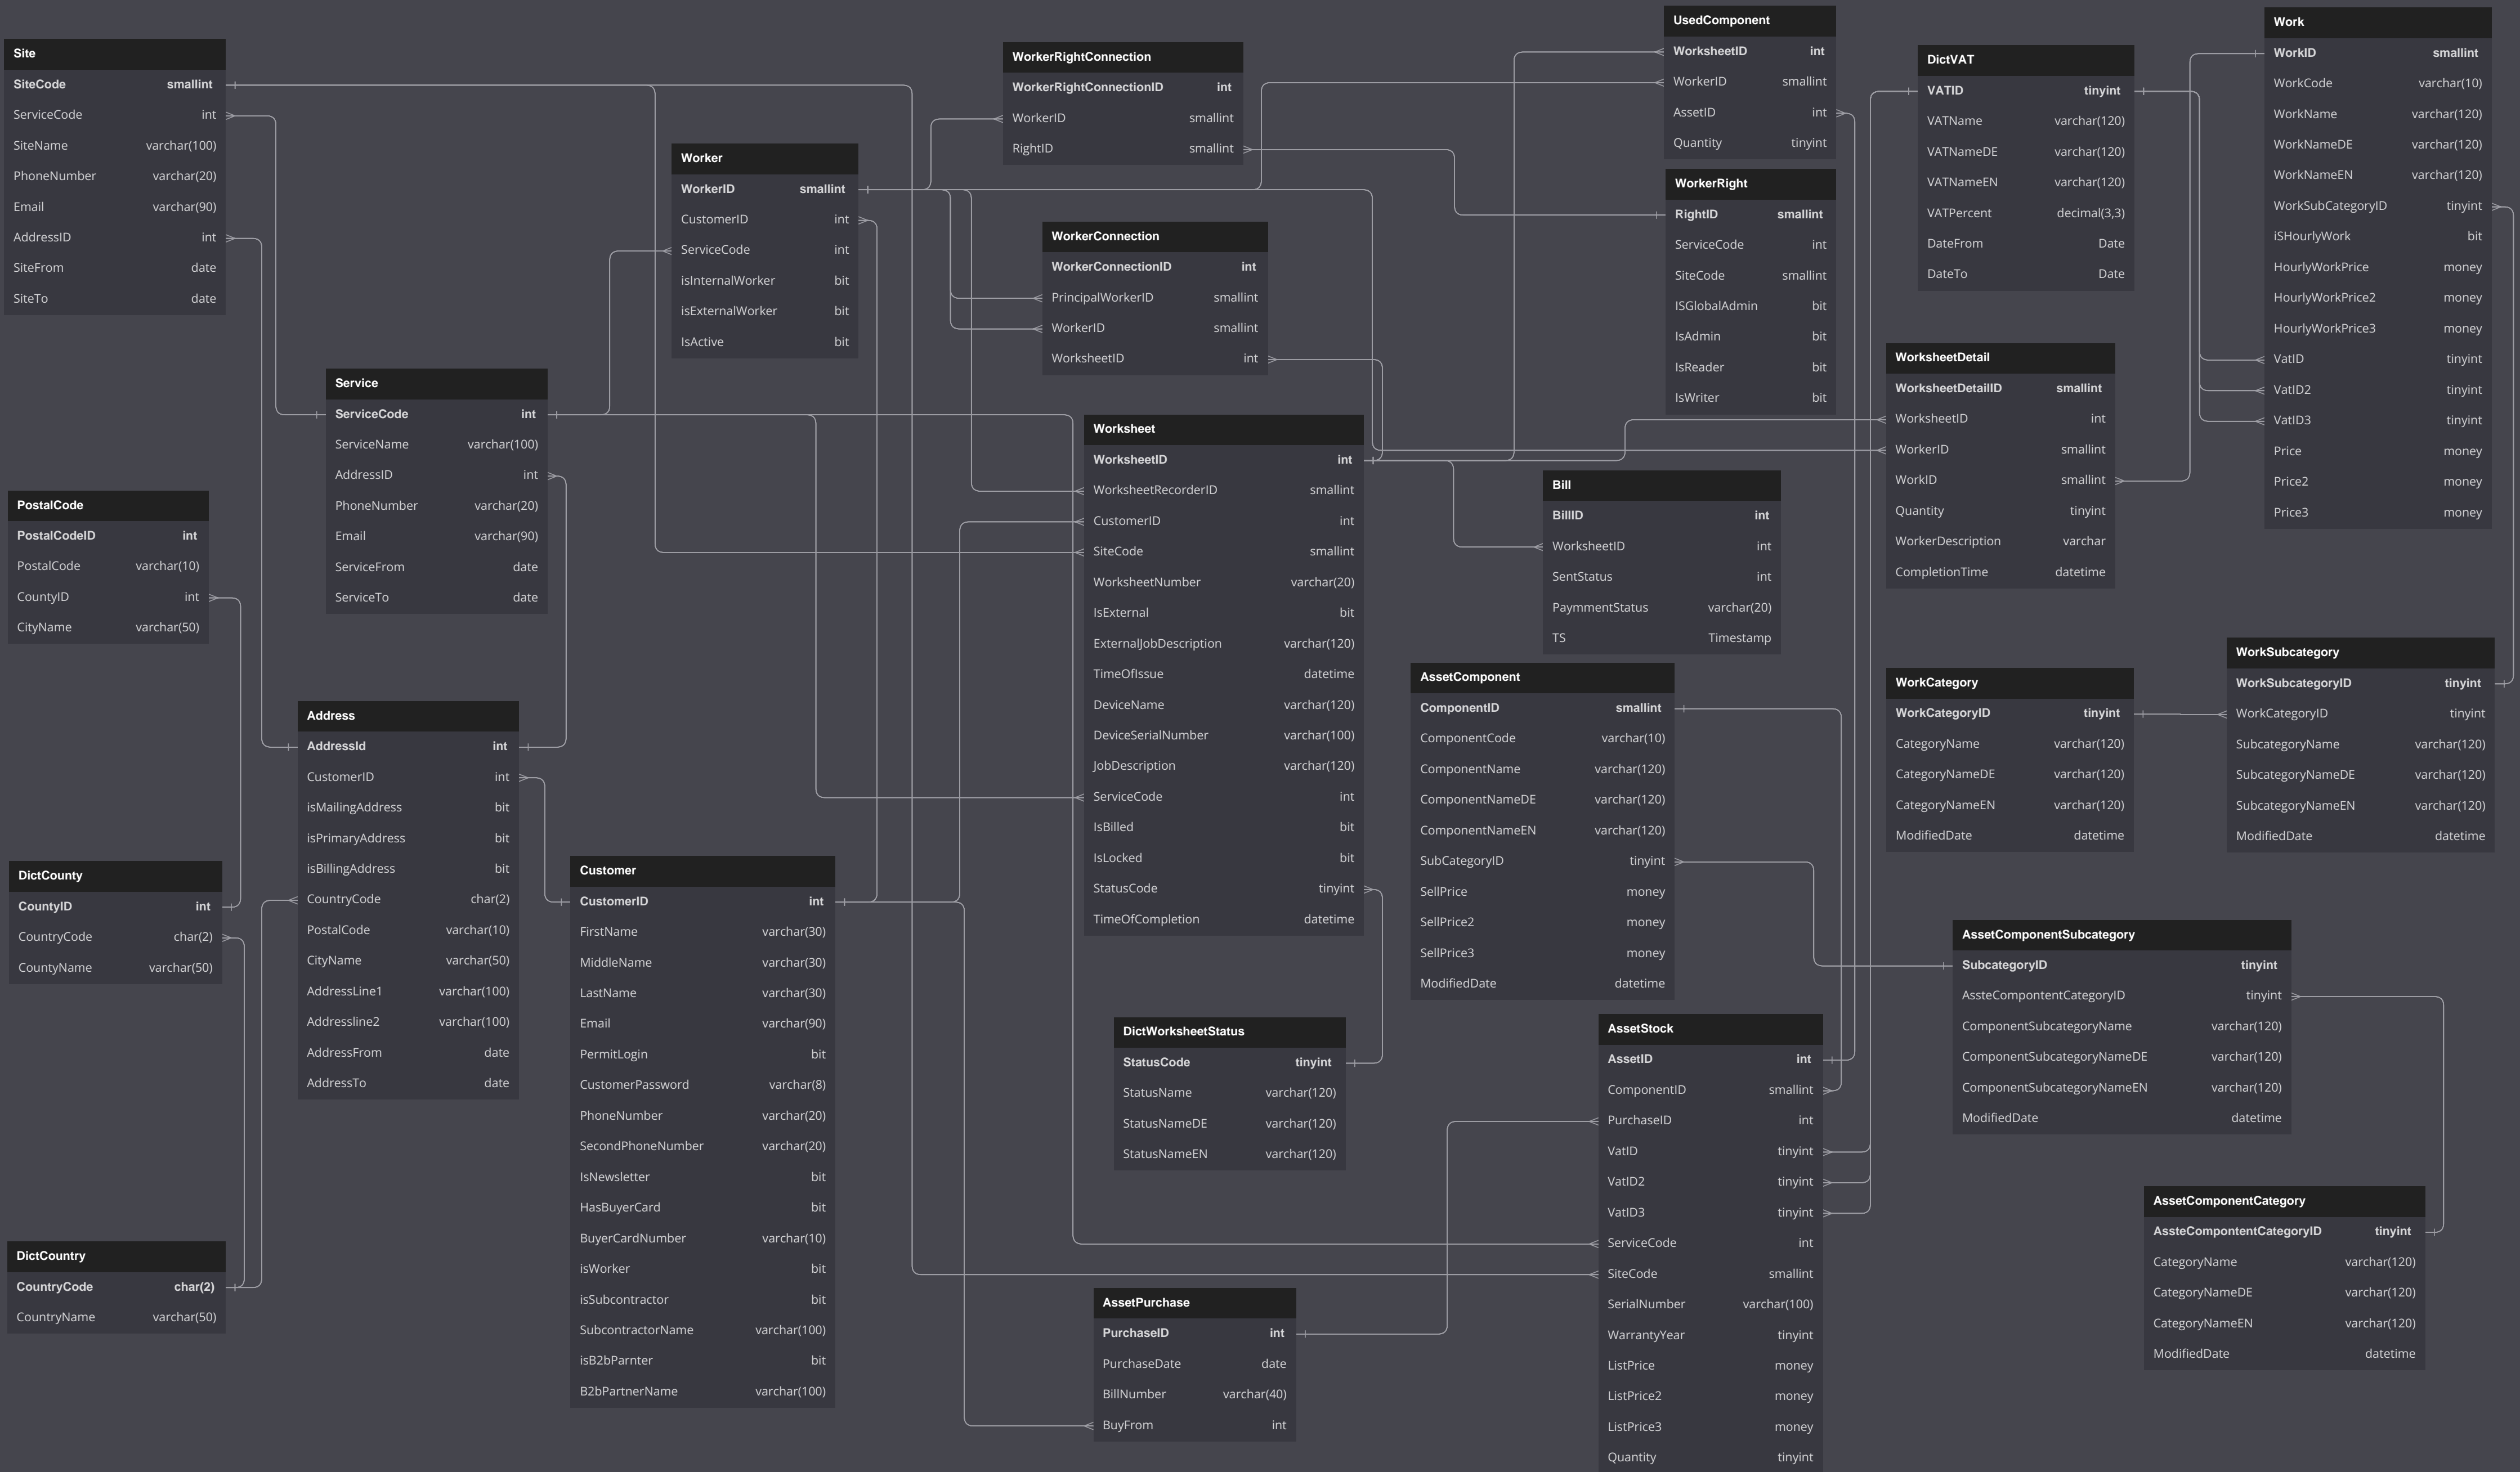 Site
SiteCode smallint
ServiceCode int
SiteName varchar(100)
PhoneNumber varchar(20)
Email varchar(90)
AddressID int
SiteFrom date
SiteTo date
PostalCode
PostalCodeID int
PostalCode varchar(10)
CountyID int
CityName varchar(50)
DictCounty
CountyID int
CountryCode char(2)
CountyName varchar(50)
DictCountry
CountryCode char(2)
CountryName varchar(50)
Service
ServiceCode int
ServiceName varchar(100)
AddressID int
PhoneNumber varchar(20)
Email varchar(90)
ServiceFrom date
ServiceTo date
Address
AddressId int
CustomerID int
isMailingAddress bit
isPrimaryAddress bit
isBillingAddress bit
CountryCode char(2)
PostalCode varchar(10)
CityName varchar(50)
AddressLine1 varchar(100)
Addressline2 varchar(100)
AddressFrom date
AddressTo date
Worker
WorkerID smallint
CustomerID int
ServiceCode int
isInternalWorker bit
isExternalWorker bit
IsActive bit
Customer
CustomerID int
FirstName varchar(30)
MiddleName varchar(30)
LastName varchar(30)
Email varchar(90)
PermitLogin bit
CustomerPassword varchar(8)
PhoneNumber varchar(20)
SecondPhoneNumber varchar(20)
IsNewsletter bit
HasBuyerCard bit
BuyerCardNumber varchar(10)
isWorker bit
isSubcontractor bit
SubcontractorName varchar(100)
isB2bParnter bit
B2bPartnerName varchar(100)
WorkerRightConnection
WorkerRightConnectionID int
WorkerID smallint
RightID smallint
WorkerConnection
WorkerConnectionID int
PrincipalWorkerID smallint
WorkerID smallint
WorksheetID int
Worksheet
WorksheetID int
WorksheetRecorderID smallint
CustomerID int
SiteCode smallint
WorksheetNumber varchar(20)
IsExternal bit
ExternalJobDescription varchar(120)
TimeOfIssue datetime
DeviceName varchar(120)
DeviceSerialNumber varchar(100)
JobDescription varchar(120)
ServiceCode int
IsBilled bit
IsLocked bit
StatusCode tinyint
TimeOfCompletion datetime
DictWorksheetStatus
StatusCode tinyint
StatusName varchar(120)
StatusNameDE varchar(120)
StatusNameEN varchar(120)
AssetPurchase
PurchaseID int
PurchaseDate date
BillNumber varchar(40)
BuyFrom int
UsedComponent
WorksheetID int
WorkerID smallint
AssetID int
Quantity tinyint
WorkerRight
RightID smallint
ServiceCode int
SiteCode smallint
ISGlobalAdmin bit
IsAdmin bit
IsReader bit
IsWriter bit
Bill
BillID int
WorksheetID int
SentStatus int
PaymmentStatus varchar(20)
TS Timestamp
AssetComponent
ComponentID smallint
ComponentCode varchar(10)
ComponentName varchar(120)
ComponentNameDE varchar(120)
ComponentNameEN varchar(120)
SubCategoryID tinyint
SellPrice money
SellPrice2 money
SellPrice3 money
ModifiedDate datetime
AssetStock
AssetID int
ComponentID smallint
PurchaseID int
VatID tinyint
VatID2 tinyint
VatID3 tinyint
ServiceCode int
SiteCode smallint
SerialNumber varchar(100)
WarrantyYear tinyint
ListPrice money
ListPrice2 money
ListPrice3 money
Quantity tinyint
DictVAT
VATID tinyint
VATName varchar(120)
VATNameDE varchar(120)
VATNameEN varchar(120)
VATPercent decimal(3,3)
DateFrom Date
DateTo Date
WorksheetDetail
WorksheetDetailID smallint
WorksheetID int
WorkerID smallint
WorkID smallint
Quantity tinyint
WorkerDescription varchar
CompletionTime datetime
WorkCategory
WorkCategoryID tinyint
CategoryName varchar(120)
CategoryNameDE varchar(120)
CategoryNameEN varchar(120)
ModifiedDate datetime
Work
WorkID smallint
WorkCode varchar(10)
WorkName varchar(120)
WorkNameDE varchar(120)
WorkNameEN varchar(120)
WorkSubCategoryID tinyint
iSHourlyWork bit
HourlyWorkPrice money
HourlyWorkPrice2 money
HourlyWorkPrice3 money
VatID tinyint
VatID2 tinyint
VatID3 tinyint
Price money
Price2 money
Price3 money
WorkSubcategory
WorkSubcategoryID tinyint
WorkCategoryID tinyint
SubcategoryName varchar(120)
SubcategoryNameDE varchar(120)
SubcategoryNameEN varchar(120)
ModifiedDate datetime
AssetComponentSubcategory
SubcategoryID tinyint
AssteCompontentCategoryID tinyint
ComponentSubcategoryName varchar(120)
ComponentSubcategoryNameDE varchar(120)
ComponentSubcategoryNameEN varchar(120)
ModifiedDate datetime
AssetComponentCategory
AssteCompontentCategoryID tinyint
CategoryName varchar(120)
CategoryNameDE varchar(120)
CategoryNameEN varchar(120)
ModifiedDate datetime